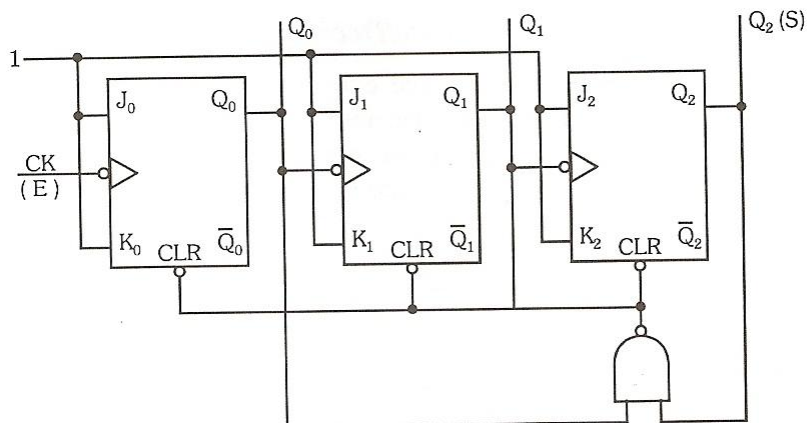 Q₀ Q₁ Q₂ (S)
1
J₀ Q₀ J₁ Q₁ J₂ Q₂
CK
(E)
K₀ CLR Q̅₀ K₁ CLR Q̅₁ K₂ CLR Q̅₂